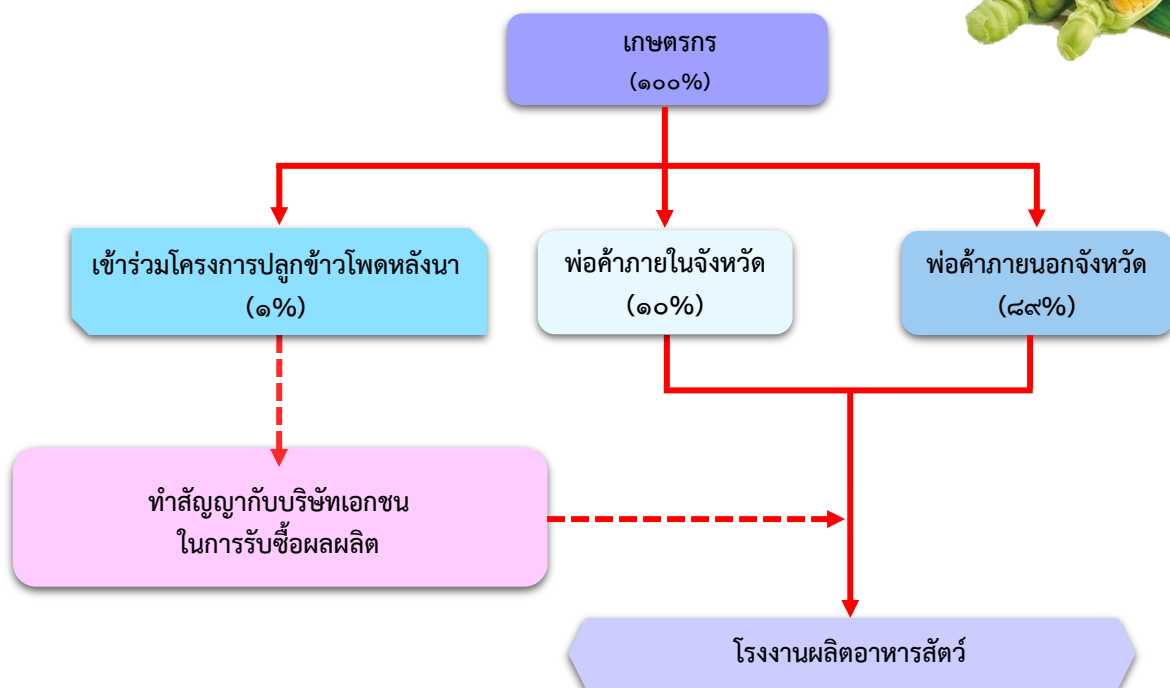 เกษตรกร
(๑๐๐%)
เข้าร่วมโครงการปลูกข้าวโพดหลังนา
(๑%)
พ่อค้าภายในจังหวัด
(๑๐%)
พ่อค้าภายนอกจังหวัด
(๘๙%)
ทำสัญญากับบริษัทเอกชน
ในการรับซื้อผลผลิต
โรงงานผลิตอาหารสัตว์